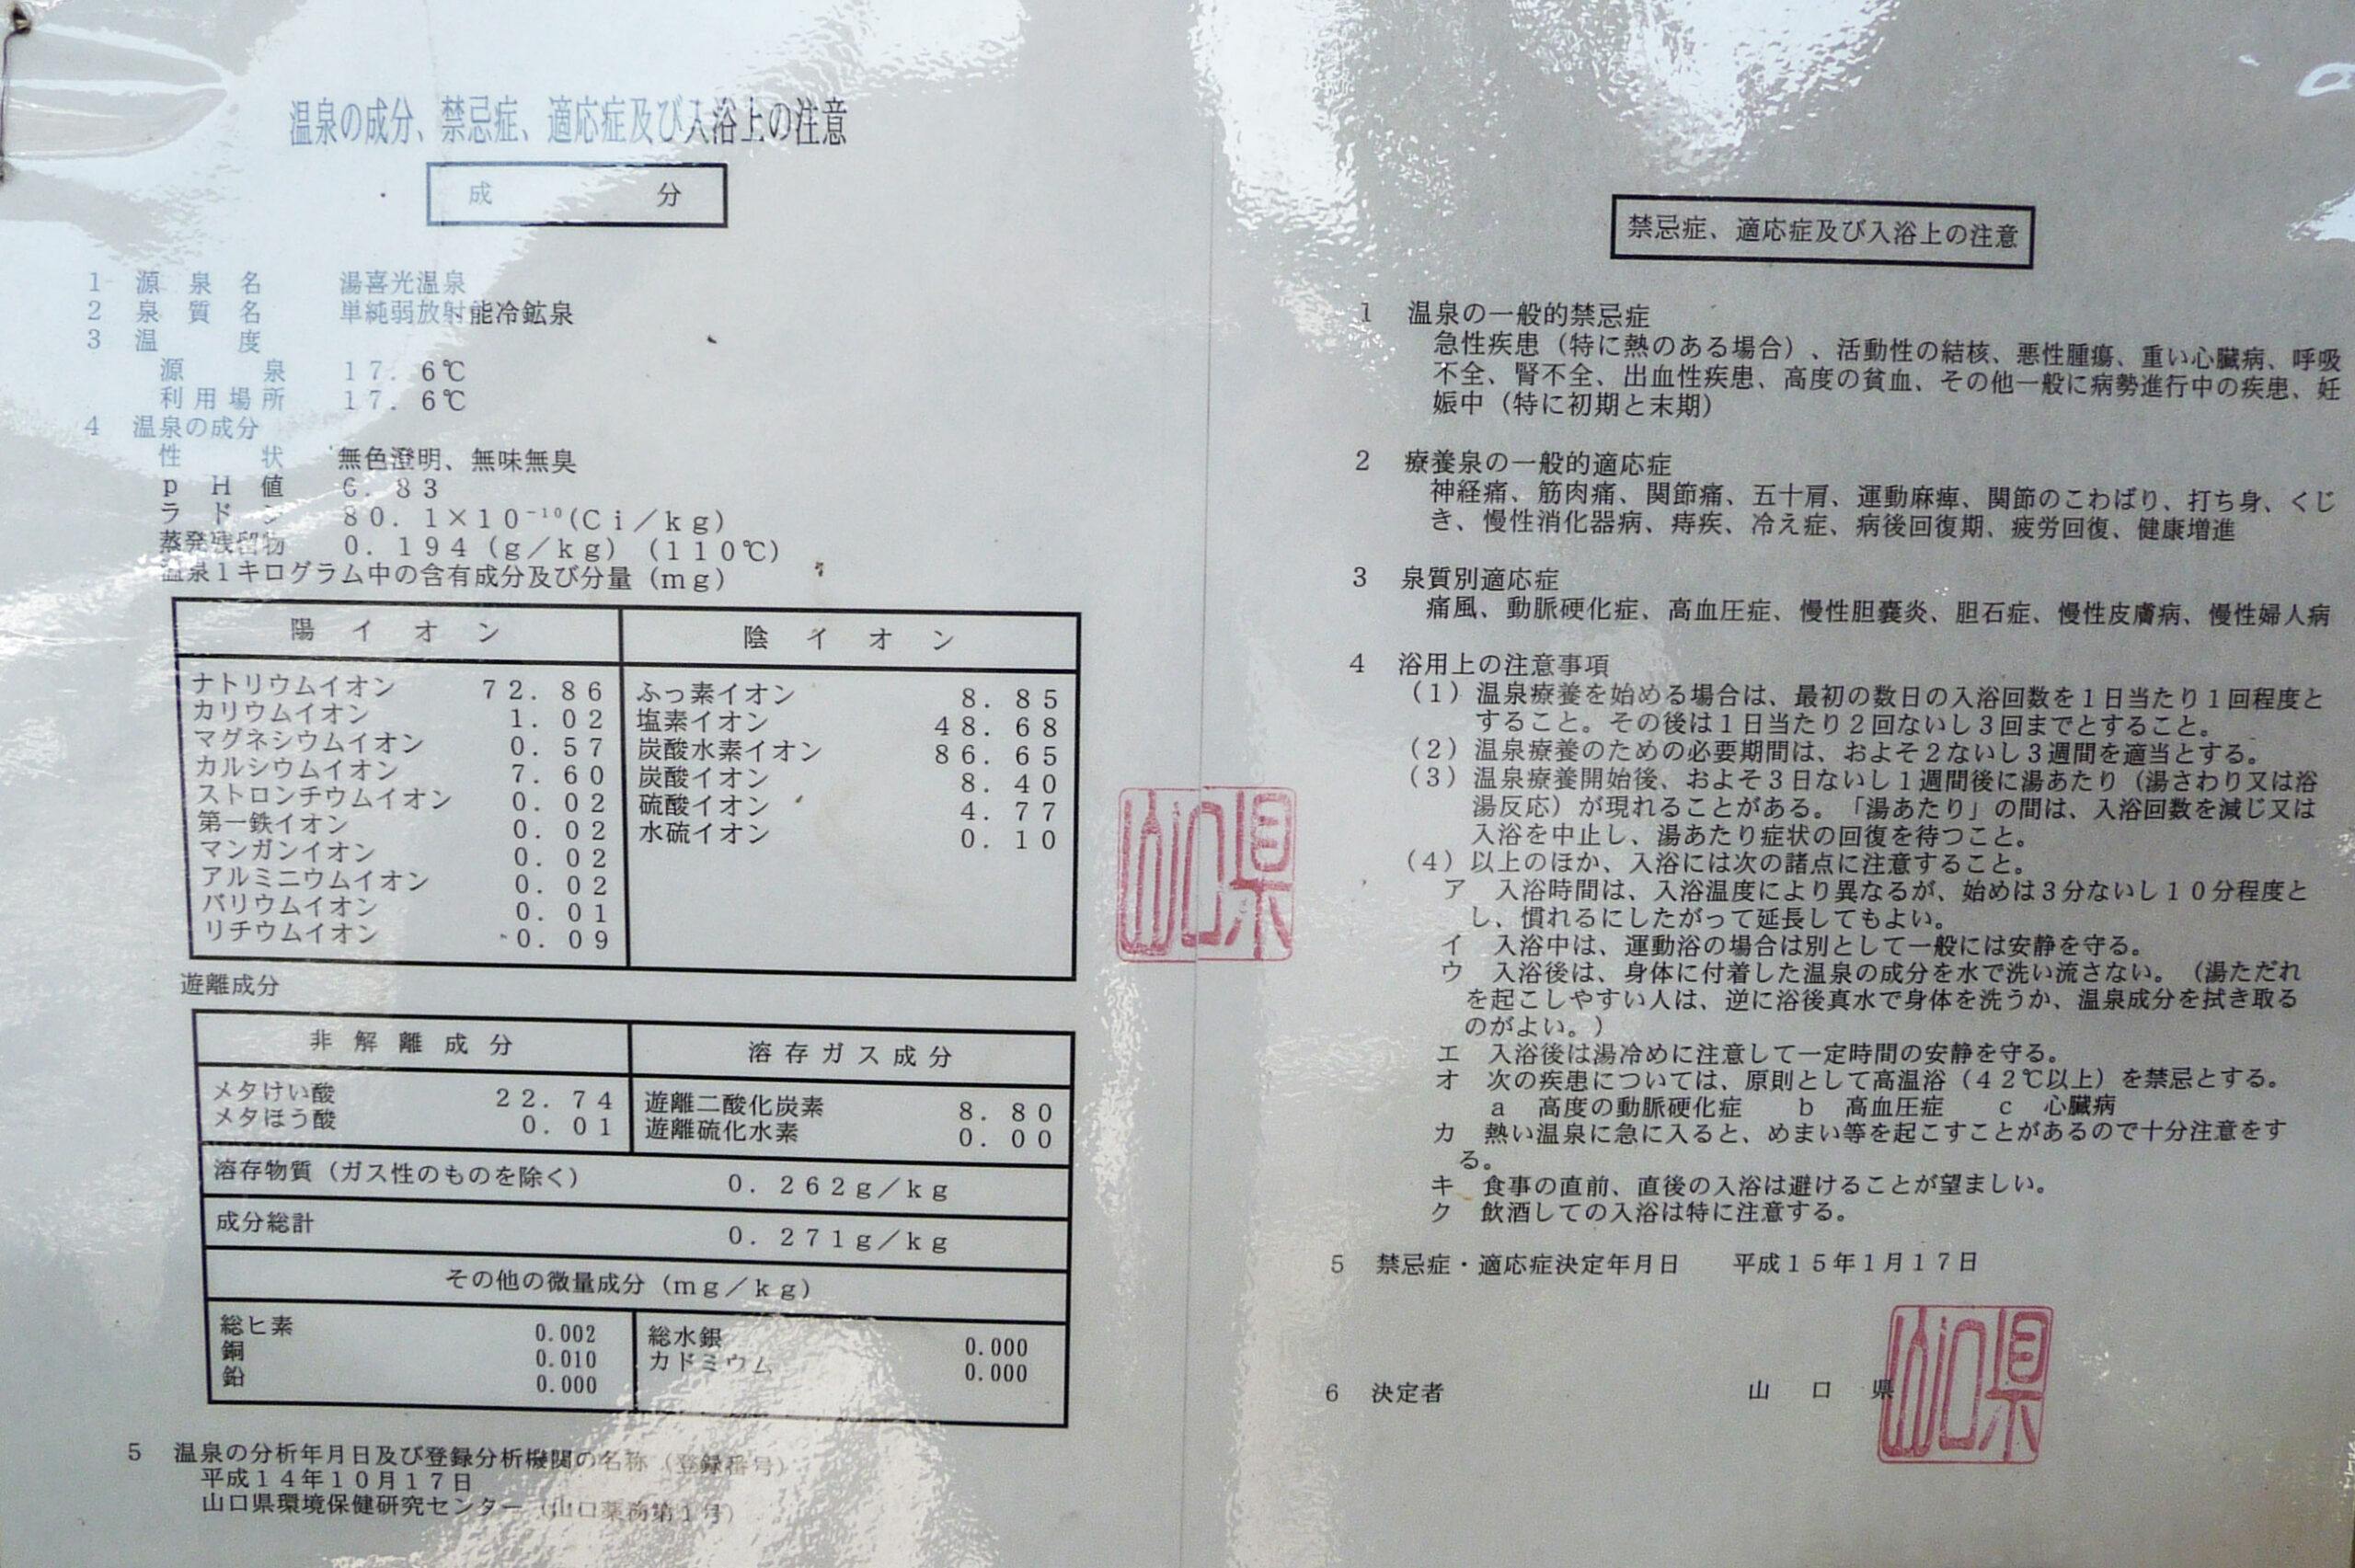 温泉の成分、禁忌症、適応症及び入浴上の注意
成　分
1 源泉名 湯喜光温泉
2 泉質名 単純弱放射能冷鉱泉
3 温度
源泉 17.6℃
利用場所 17.6℃
4 温泉の成分
性状 無色澄明、無味無臭
pH値 6.83
ラドン 80.1×10⁻¹⁰(Ci/kg)
蒸発残留物 0.194(g/kg) (110℃)
温泉1キログラム中の含有成分及び分量(mg)
陽イオン 陰イオン
ナトリウムイオン 72.86 ふっ素イオン 8.85
カリウムイオン 1.02 塩素イオン 48.68
マグネシウムイオン 0.57 炭酸水素イオン 86.65
カルシウムイオン 7.60 炭酸イオン 8.40
ストロンチウムイオン 0.02 硫酸イオン 4.77
第一鉄イオン 0.02 水硫イオン 0.10
マンガンイオン 0.02
アルミニウムイオン 0.02
バリウムイオン 0.01
リチウムイオン 0.09
遊離成分
非解離成分 溶存ガス成分
メタけい酸 22.74 遊離二酸化炭素 8.80
メタほう酸 0.01 遊離硫化水素 0.00
溶存物質(ガス性のものを除く) 0.262g/kg
成分総計 0.271g/kg
その他の微量成分(mg/kg)
総ヒ素 0.002 総水銀 0.000
銅 0.010 カドミウム 0.000
鉛 0.000
5 温泉の分析年月日及び登録分析機関の名称(登録番号)
平成14年10月17日
山口県環境保健研究センター(山口薬務第1号)
山口県
禁忌症、適応症及び入浴上の注意
1 温泉の一般的禁忌症
急性疾患(特に熱のある場合)、活動性の結核、悪性腫瘍、重い心臓病、呼吸
不全、腎不全、出血性疾患、高度の貧血、その他一般に病勢進行中の疾患、妊
娠中(特に初期と末期)
2 療養泉の一般的適応症
神経痛、筋肉痛、関節痛、五十肩、運動麻痺、関節のこわばり、打ち身、くじ
き、慢性消化器病、痔疾、冷え症、病後回復期、疲労回復、健康増進
3 泉質別適応症
痛風、動脈硬化症、高血圧症、慢性胆嚢炎、胆石症、慢性皮膚病、慢性婦人病
4 浴用上の注意事項
(1)温泉療養を始める場合は、最初の数日の入浴回数を1日当たり1回程度と
すること。その後は1日当たり2回ないし3回までとすること。
(2)温泉療養のための必要期間は、およそ2ないし3週間を適当とする。
(3)温泉療養開始後、およそ3日ないし1週間後に湯あたり(湯さわり又は浴
湯反応)が現れることがある。「湯あたり」の間は、入浴回数を減じ又は
入浴を中止し、湯あたり症状の回復を待つこと。
(4)以上のほか、入浴には次の諸点に注意すること。
ア 入浴時間は、入浴温度により異なるが、始めは3分ないし10分程度と
し、慣れるにしたがって延長してもよい。
イ 入浴中は、運動浴の場合は別として一般には安静を守る。
ウ 入浴後は、身体に付着した温泉の成分を水で洗い流さない。(湯ただれ
を起こしやすい人は、逆に浴後真水で身体を洗うか、温泉成分を拭き取る
のがよい。)
エ 入浴後は湯冷めに注意して一定時間の安静を守る。
オ 次の疾患については、原則として高温浴(42℃以上)を禁忌とする。
a 高度の動脈硬化症 b 高血圧症 c 心臓病
カ 熱い温泉に急に入ると、めまい等を起こすことがあるので十分注意をす
る。
キ 食事の直前、直後の入浴は避けることが望ましい。
ク 飲酒しての入浴は特に注意する。
5 禁忌症・適応症決定年月日 平成15年1月17日
6 決定者 山口県
山口県